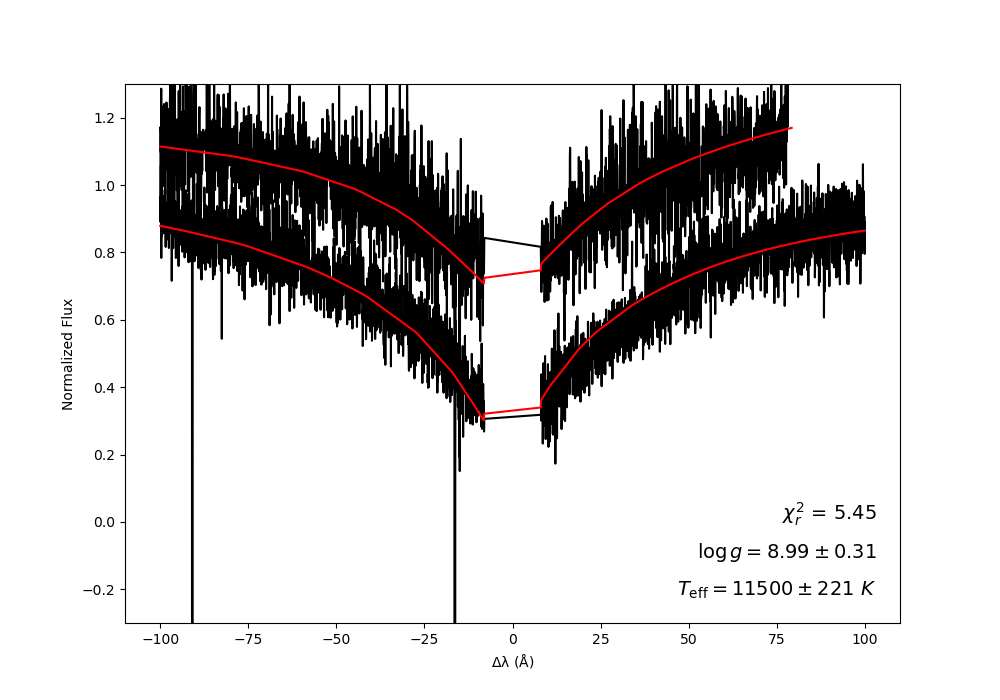 1.2
1.0
0.8
0.6
0.4
0.2
0.0
−0.2
Normalized Flux
χ²ᵣ = 5.45
log g = 8.99 ± 0.31
T_eff = 11500 ± 221 K
−100 −75 −50 −25 0 25 50 75 100
Δλ (Å)